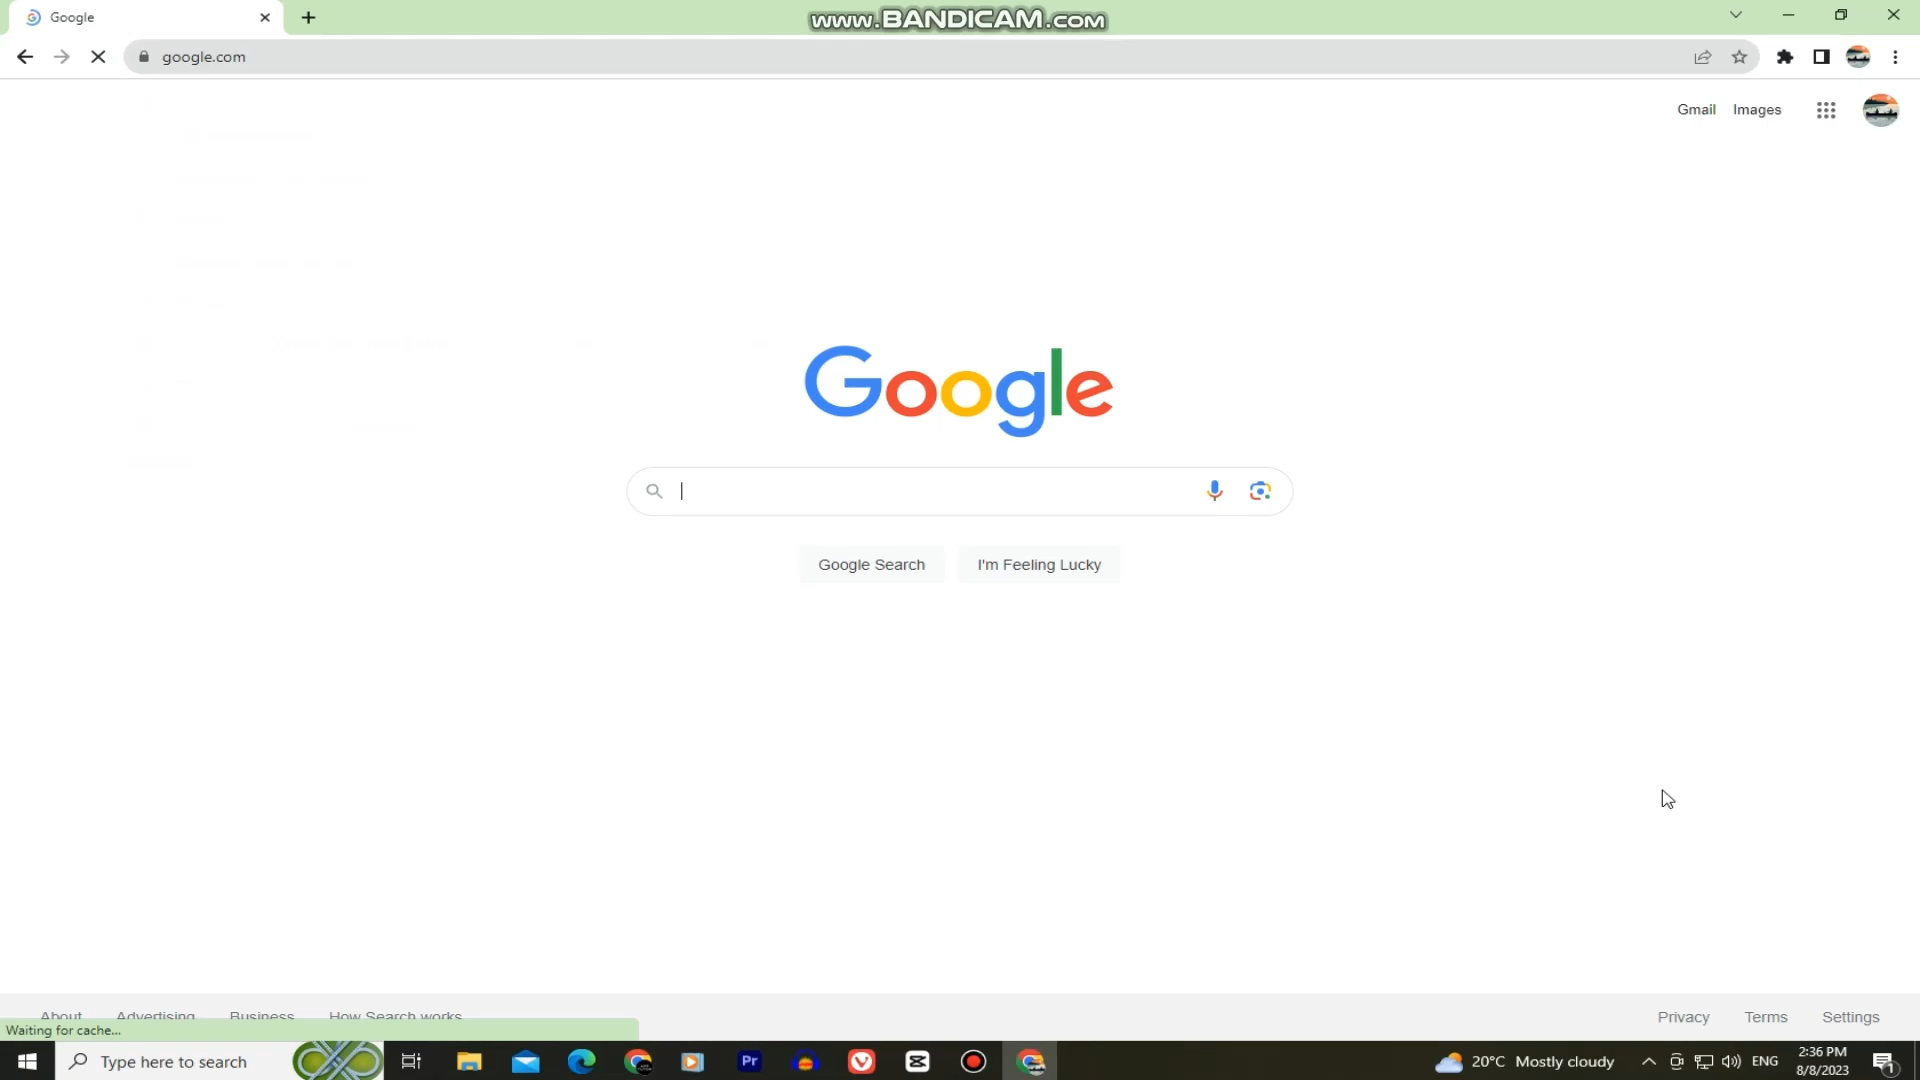 Google
www.BANDICAM.com
google.com
Gmail Images
Google
Google Search I'm Feeling Lucky
About Advertising Business How Search works
Privacy Terms Settings
Waiting for cache...
Type here to search
Pr
20°C Mostly cloudy
ENG
2:36 PM
8/8/2023
1